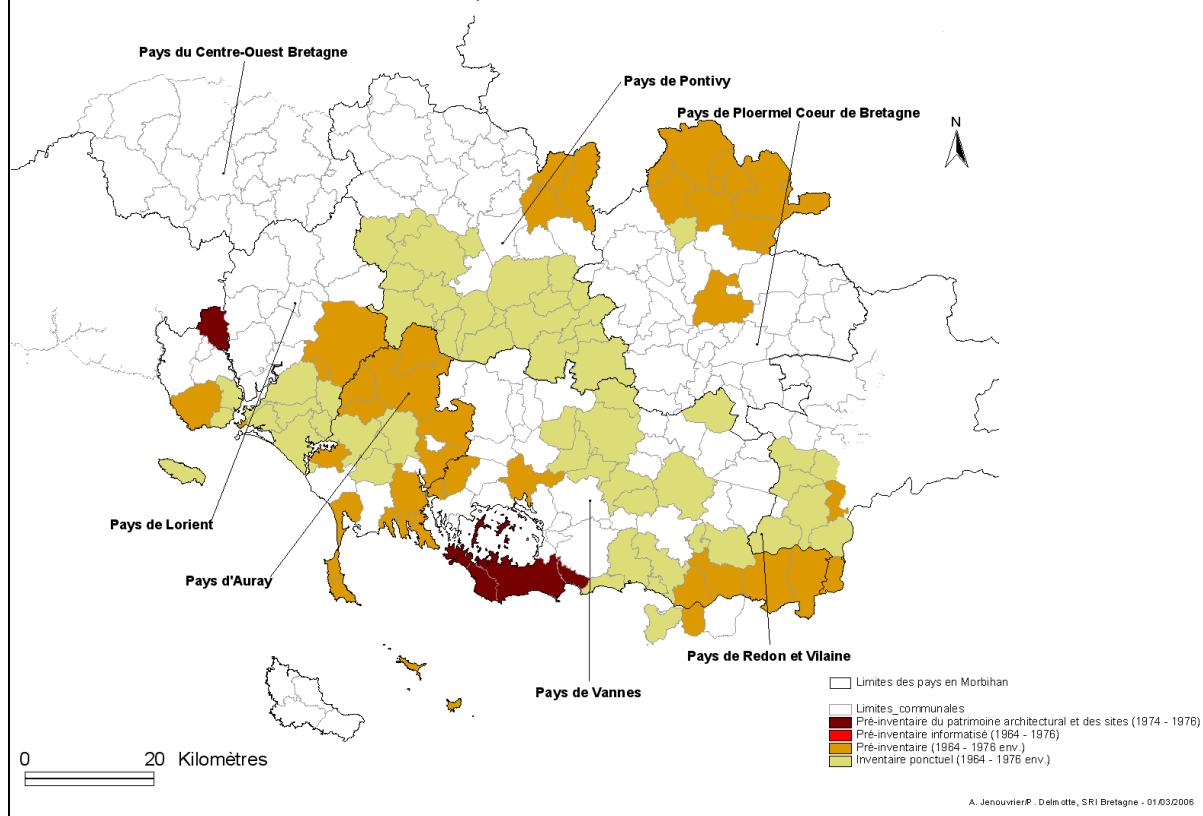 Pays du Centre-Ouest Bretagne
Pays de Pontivy
Pays de Ploermel Coeur de Bretagne
N
Pays de Lorient
Pays d'Auray
Pays de Redon et Vilaine
Pays de Vannes
Limites des pays en Morbihan
Limites_communales
Pré-inventaire du patrimoine architectural et des sites (1974 - 1976)
Pré-inventaire informatisé (1964 - 1976)
Pré-inventaire (1964 - 1976 env.)
Inventaire ponctuel (1964 - 1976 env.)
0 20 Kilomètres
A. Jenouvrier/P. Delmotte, SRI Bretagne - 01/03/2006